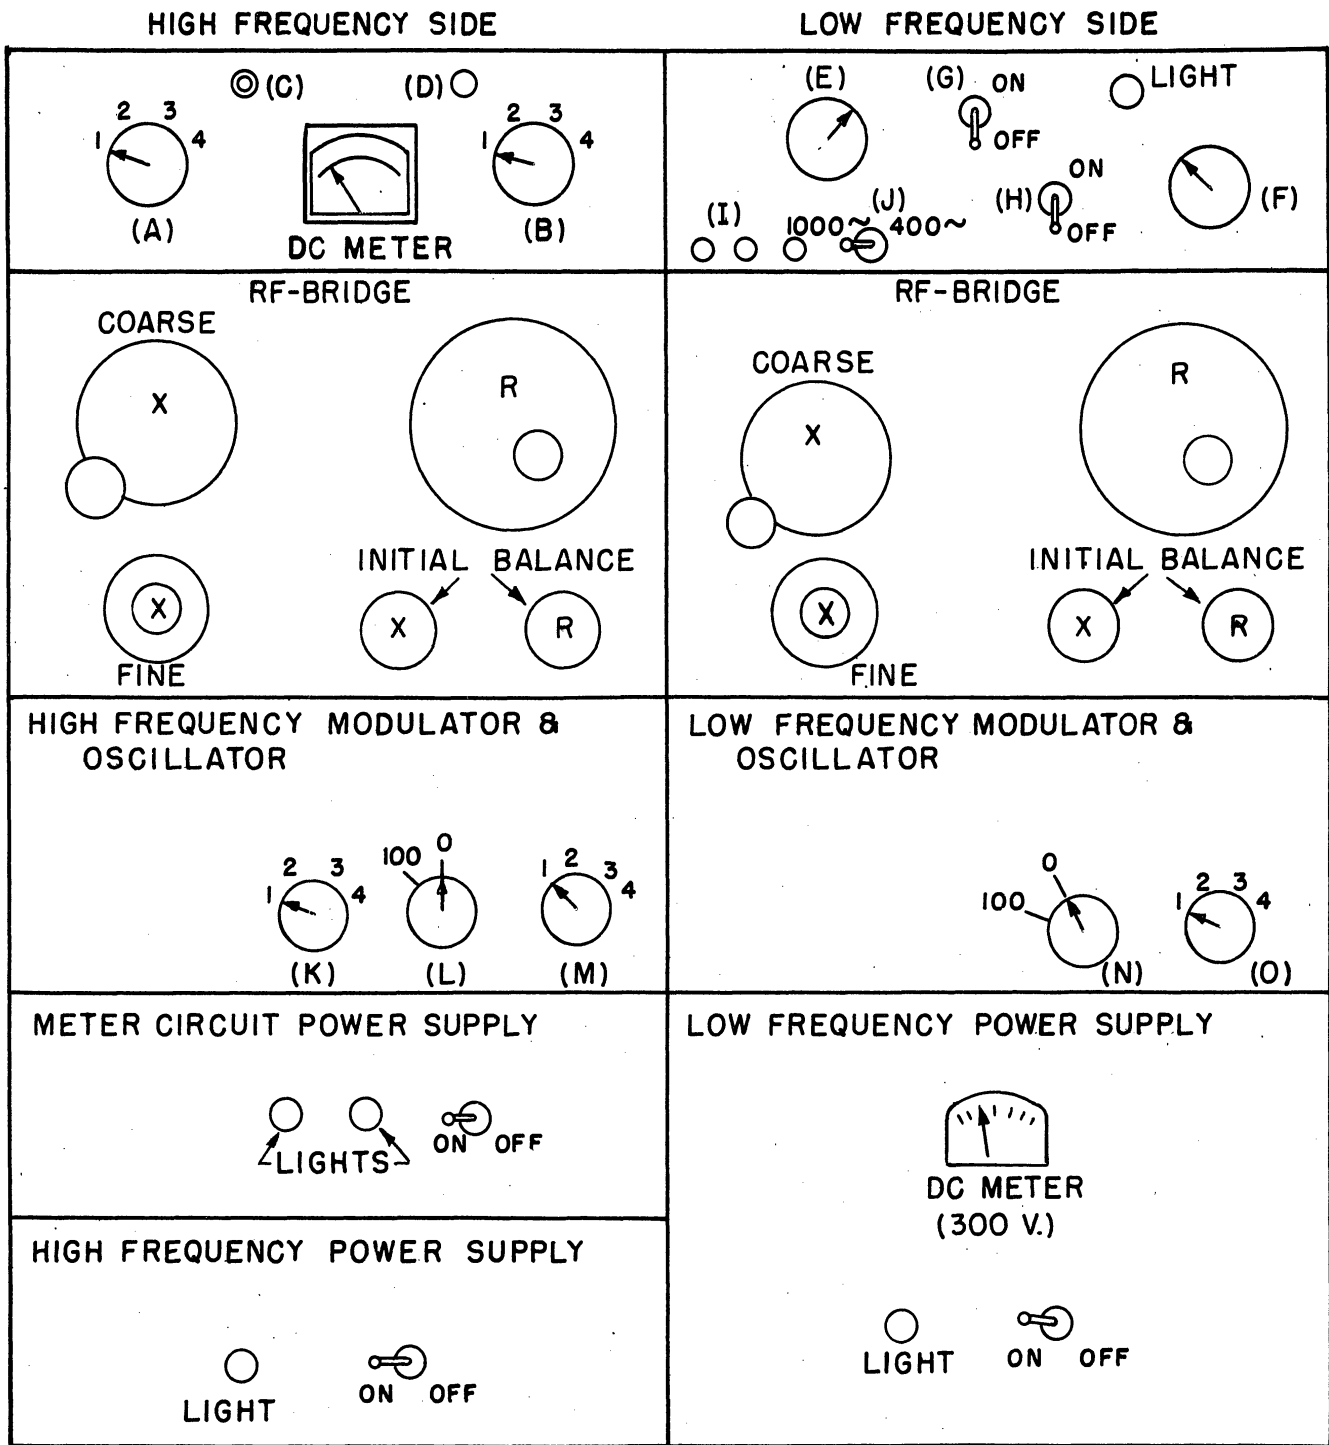 HIGH FREQUENCY SIDE
(C) (D)
1 2 3 4
1 2 3 4
(A) (B)
DC METER
RF-BRIDGE
COARSE
X
R
INITIAL BALANCE
X
X
R
FINE
HIGH FREQUENCY MODULATOR &
OSCILLATOR
1 2 3 4
100 0
1 2 3 4
(K) (L) (M)
METER CIRCUIT POWER SUPPLY
ON OFF
LIGHTS
HIGH FREQUENCY POWER SUPPLY
ON OFF
LIGHT
LOW FREQUENCY SIDE
(E) (G) ON LIGHT
OFF
ON
(H) (F)
(I) (J)
1000~ 400~
OFF
RF-BRIDGE
COARSE
X
R
INITIAL BALANCE
X
X
R
FINE
LOW FREQUENCY MODULATOR &
OSCILLATOR
100 0
1 2 3 4
(N) (O)
LOW FREQUENCY POWER SUPPLY
DC METER
(300 V.)
LIGHT ON OFF